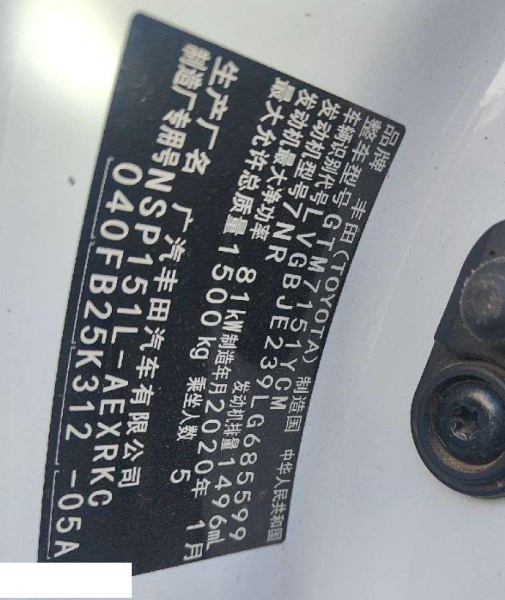 品牌 丰田(TOYOTA) 制造国 中华人民共和国
整车型号 GTM7151YCM
车辆识别代号 LVGBJE239LG685599
发动机型号 7NR 发动机排量 1496mL
发动机最大净功率 81kW 制造年月 2020年 1月
最大允许总质量 1500kg 乘坐人数 5
生产厂名 广汽丰田汽车有限公司
制造厂专用号 NSP151L-AEXRKC
040FB25K312 -05A